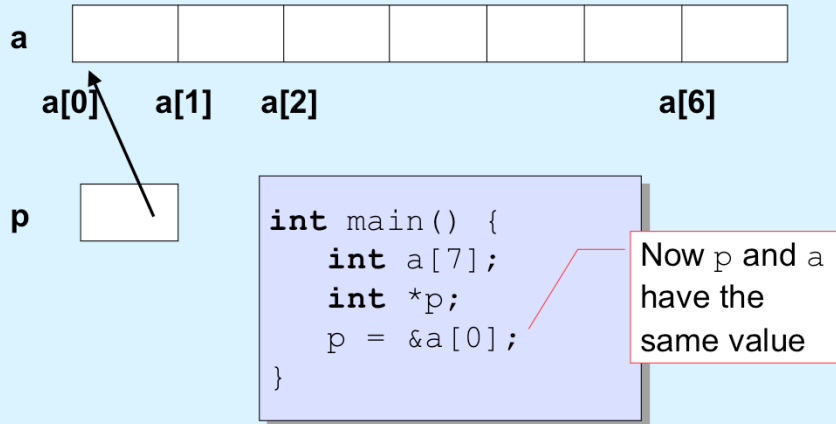 a
a[0] a[1] a[2] a[6]
p
int main() {
int a[7];
int *p;
p = &a[0];
}
Now p and a
have the
same value